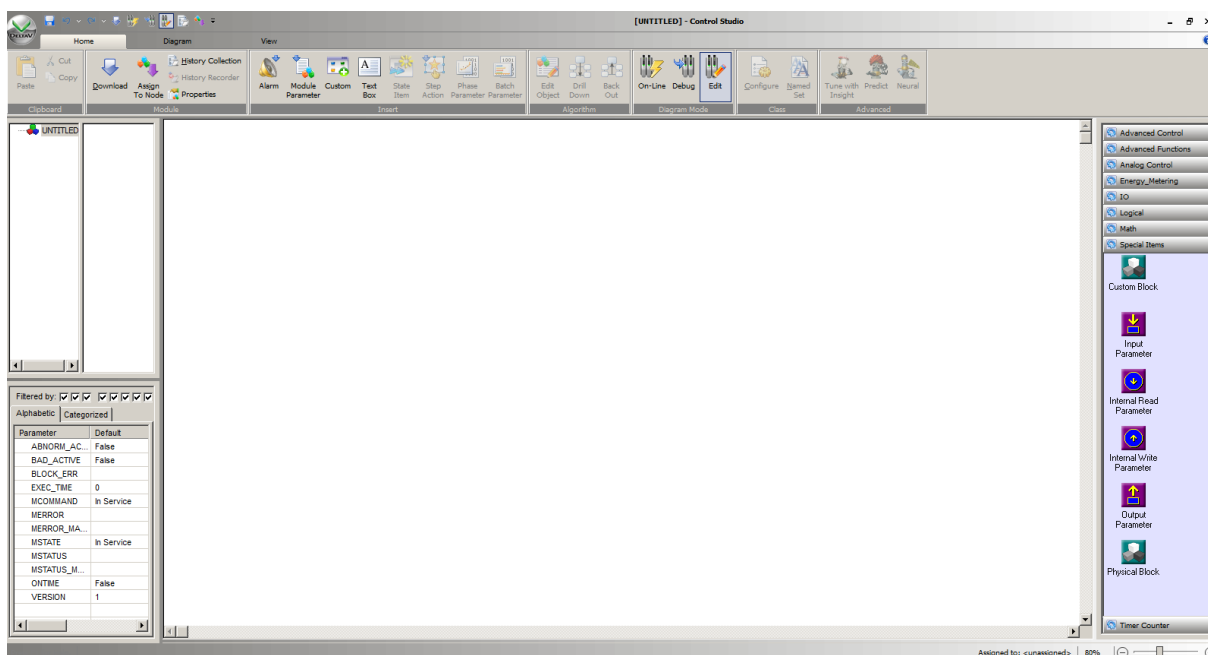 [UNTITLED] - Control Studio
DELTAV
Home Diagram View
Paste
Cut
Copy
Clipboard
Download
Assign To Node
History Collection
History Recorder
Properties
Module
Alarm
Module Parameter
Custom
Text Box
State Item
Step Action
Phase Parameter
Batch Parameter
Insert
Edit Object
Drill Down
Back Out
Algorithm
On-Line
Debug
Edit
Diagram Mode
Configure
Named Set
Class
Tune with Insight
Predict
Neural
Advanced
UNTITLED
Filtered by:
Alphabetic Categorized
Parameter Default
ABNORM_AC... False
BAD_ACTIVE False
BLOCK_ERR
EXEC_TIME 0
MCOMMAND In Service
MERROR
MERROR_MA...
MSTATE In Service
MSTATUS
MSTATUS_M...
ONTIME False
VERSION 1
Advanced Control
Advanced Functions
Analog Control
Energy_Metering
IO
Logical
Math
Special Items
Custom Block
Input
Parameter
Internal Read
Parameter
Internal Write
Parameter
Output
Parameter
Physical Block
Timer Counter
Assigned to: <unassigned> 80%